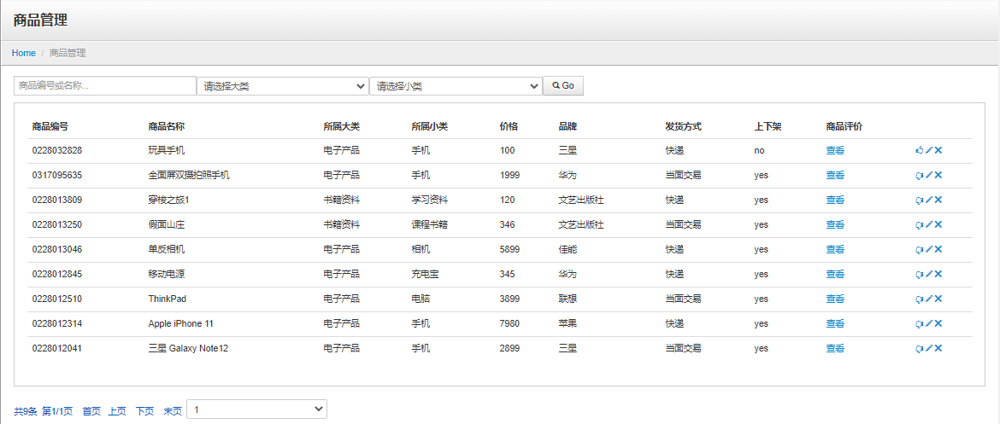 商品管理
Home / 商品管理
商品编号或名称... 请选择大类 请选择小类 Go
商品编号 商品名称 所属大类 所属小类 价格 品牌 发货方式 上下架 商品评价
0228032828 玩具手机 电子产品 手机 100 三星 快递 no 查看
0317095635 全面屏双摄拍照手机 电子产品 手机 1999 华为 当面交易 yes 查看
0228013809 穿梭之旅1 书籍资料 学习资料 120 文艺出版社 快递 yes 查看
0228013250 假面山庄 书籍资料 课程书籍 346 文艺出版社 当面交易 yes 查看
0228013046 单反相机 电子产品 相机 5899 佳能 快递 yes 查看
0228012845 移动电源 电子产品 充电宝 345 华为 快递 yes 查看
0228012510 ThinkPad 电子产品 电脑 3899 联想 当面交易 yes 查看
0228012314 Apple iPhone 11 电子产品 手机 7980 苹果 快递 yes 查看
0228012041 三星 Galaxy Note12 电子产品 手机 2899 三星 当面交易 yes 查看
共9条 第1/1页 首页 上页 下页 末页 1